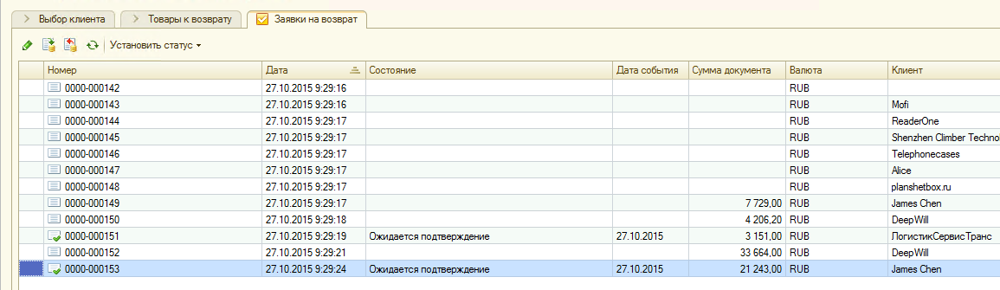 Выбор клиента Товары к возврату Заявки на возврат
Установить статус
Номер Дата Состояние Дата события Сумма документа Валюта Клиент
0000-000142 27.10.2015 9:29:16 RUB
0000-000143 27.10.2015 9:29:16 RUB Mofi
0000-000144 27.10.2015 9:29:17 RUB ReaderOne
0000-000145 27.10.2015 9:29:17 RUB Shenzhen Climber Technol
0000-000146 27.10.2015 9:29:17 RUB Telephonecases
0000-000147 27.10.2015 9:29:17 RUB Alice
0000-000148 27.10.2015 9:29:17 RUB planshetbox.ru
0000-000149 27.10.2015 9:29:17 7 729,00 RUB James Chen
0000-000150 27.10.2015 9:29:18 4 206,20 RUB DeepWill
0000-000151 27.10.2015 9:29:19 Ожидается подтверждение 27.10.2015 3 151,00 RUB ЛогистикСервисТранс
0000-000152 27.10.2015 9:29:21 33 664,00 RUB DeepWill
0000-000153 27.10.2015 9:29:24 Ожидается подтверждение 27.10.2015 21 243,00 RUB James Chen